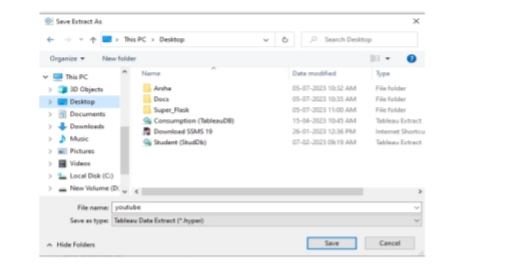 Save Extract As
This PC > Desktop
Search Desktop
Organize
New folder
Name Date modified Type
This PC
3D Objects
Desktop
Documents
Downloads
Music
Pictures
Videos
Local Disk (C:)
New Volume (D:
Arsha 05-07-2023 10:32 AM File folder
Docs 05-07-2023 10:35 AM File folder
Super_Flask 05-07-2023 11:00 AM File folder
Consumption (TableauDB) 15-04-2023 10:45 AM Tableau Extract
Download SSMS 19 26-01-2023 12:36 PM Internet Shortcu
Student (StudDb) 07-02-2023 09:19 AM Tableau Extract
File name: youtube
Save as type: Tableau Data Extract (*.hyper)
Hide Folders
Save
Cancel